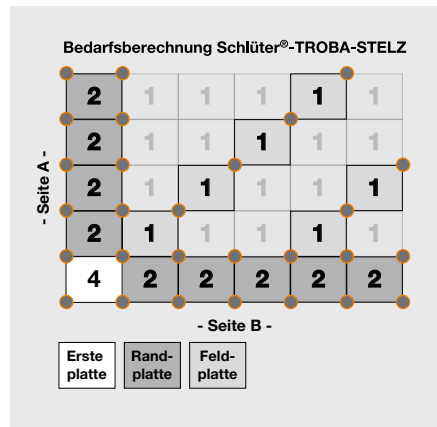 Bedarfsberechnung Schlüter®-TROBA-STELZ
2 1 1 1 1 1
2 1 1 1 1 1
2 1 1 1 1 1
2 1 1 1 1 1
4 2 2 2 2 2
- Seite A -
- Seite B -
Erste
platte
Rand-
platte
Feld-
platte